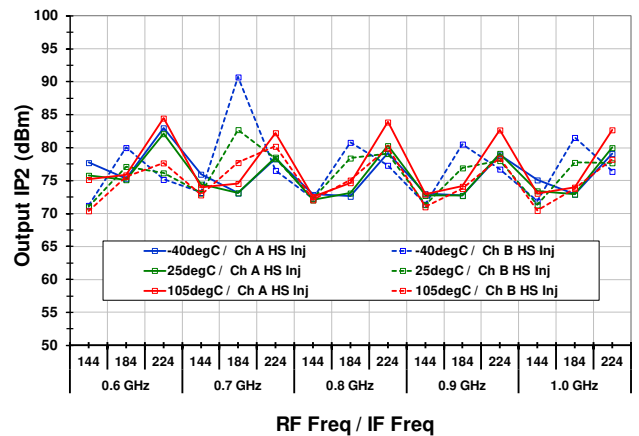 100
95
90
85
80
75
70
65
60
55
50
Output IP2 (dBm)
-40degC / Ch A HS Inj
-40degC / Ch B HS Inj
25degC / Ch A HS Inj
25degC / Ch B HS Inj
105degC / Ch A HS Inj
105degC / Ch B HS Inj
144 184 224 144 184 224 144 184 224 144 184 224 144 184 224
0.6 GHz 0.7 GHz 0.8 GHz 0.9 GHz 1.0 GHz
RF Freq / IF Freq